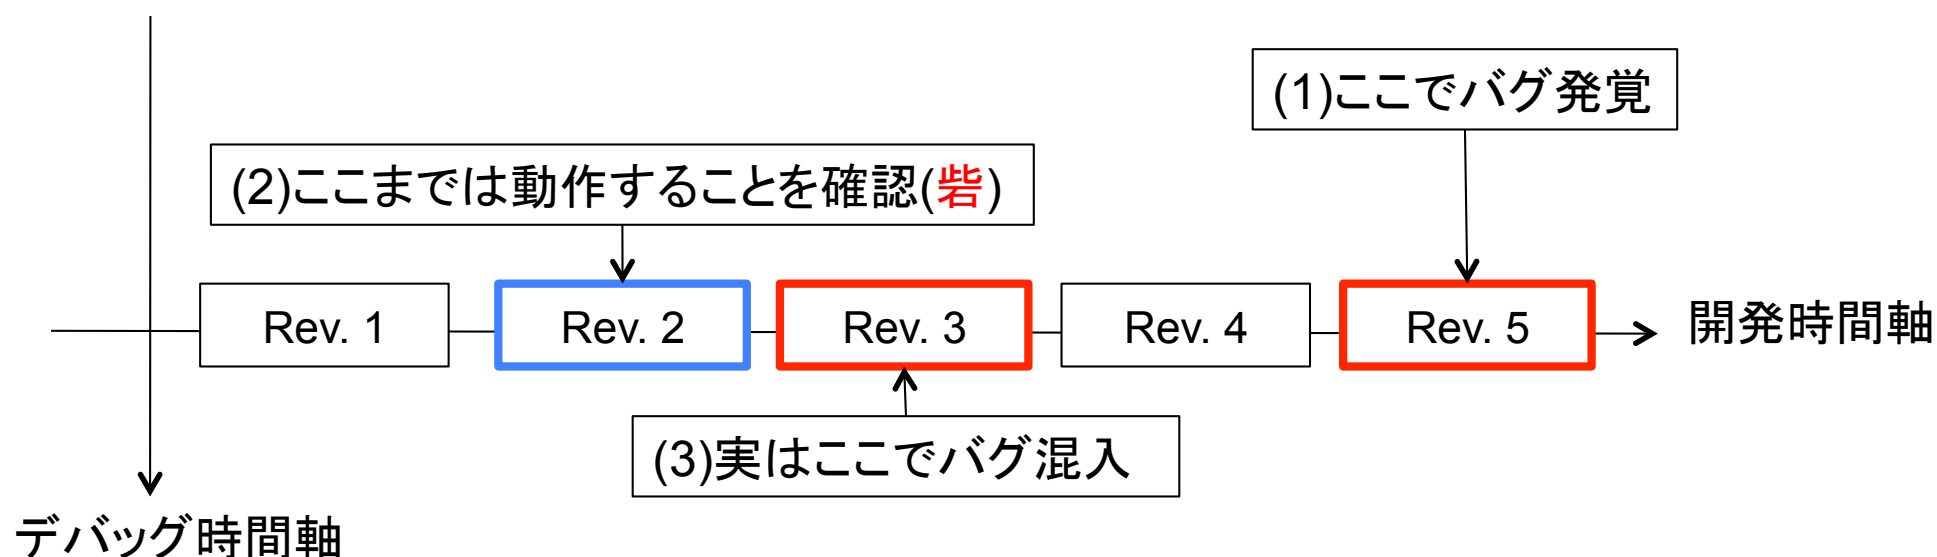 (1)ここでバグ発覚
(2)ここまでは動作することを確認(砦)
Rev. 1
Rev. 2
Rev. 3
Rev. 4
Rev. 5
開発時間軸
(3)実はここでバグ混入
デバッグ時間軸